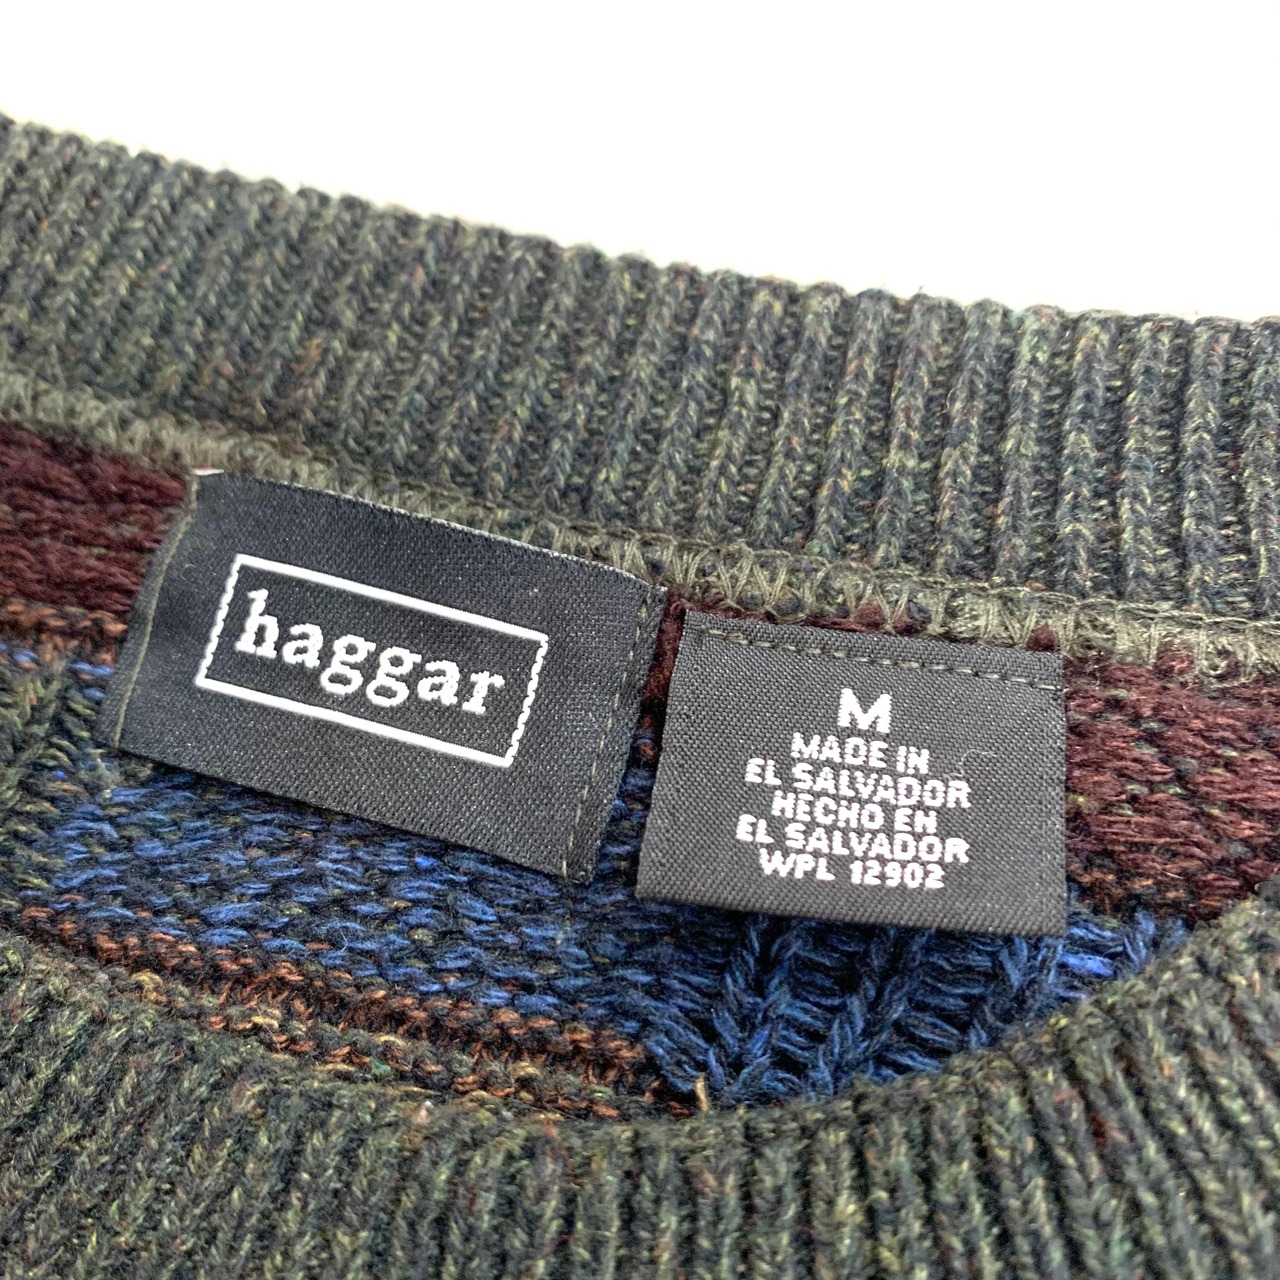 haggar
M
MADE IN
EL SALVADOR
HECHO EN
EL SALVADOR
WPL 12902